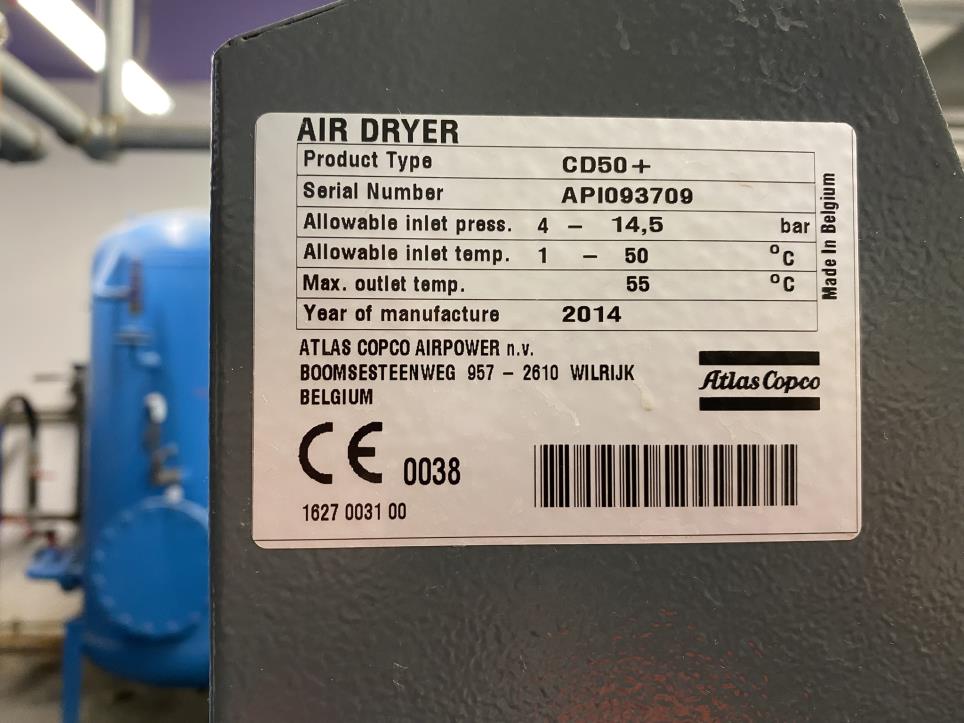 AIR DRYER
Product Type CD50+
Serial Number API093709
Allowable inlet press. 4 – 14,5 bar
Allowable inlet temp. 1 – 50 °C
Max. outlet temp. 55 °C
Year of manufacture 2014
Made In Belgium
ATLAS COPCO AIRPOWER n.v.
BOOMSESTEENWEG 957 – 2610 WILRIJK
BELGIUM
Atlas Copco
CE 0038
1627 0031 00